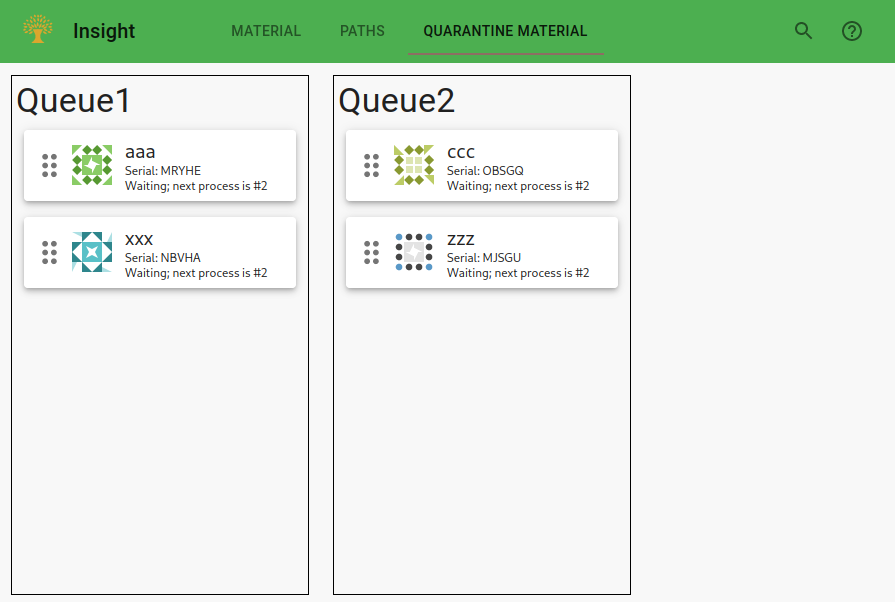 Insight
MATERIAL
PATHS
QUARANTINE MATERIAL
Queue1
aaa
Serial: MRYHE
Waiting; next process is #2
xxx
Serial: NBVHA
Waiting; next process is #2
Queue2
ccc
Serial: OBSGQ
Waiting; next process is #2
zzz
Serial: MJSGU
Waiting; next process is #2